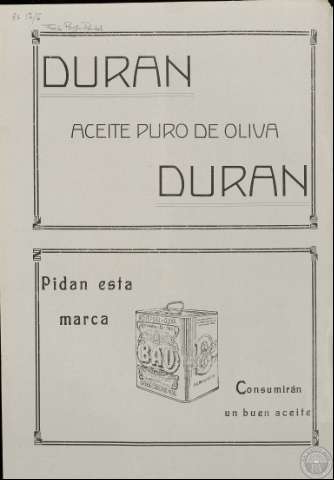 DURAN
ACEITE PURO DE OLIVA
DURAN
Pidan esta
marca
BAU
Consumirán
un buen aceite